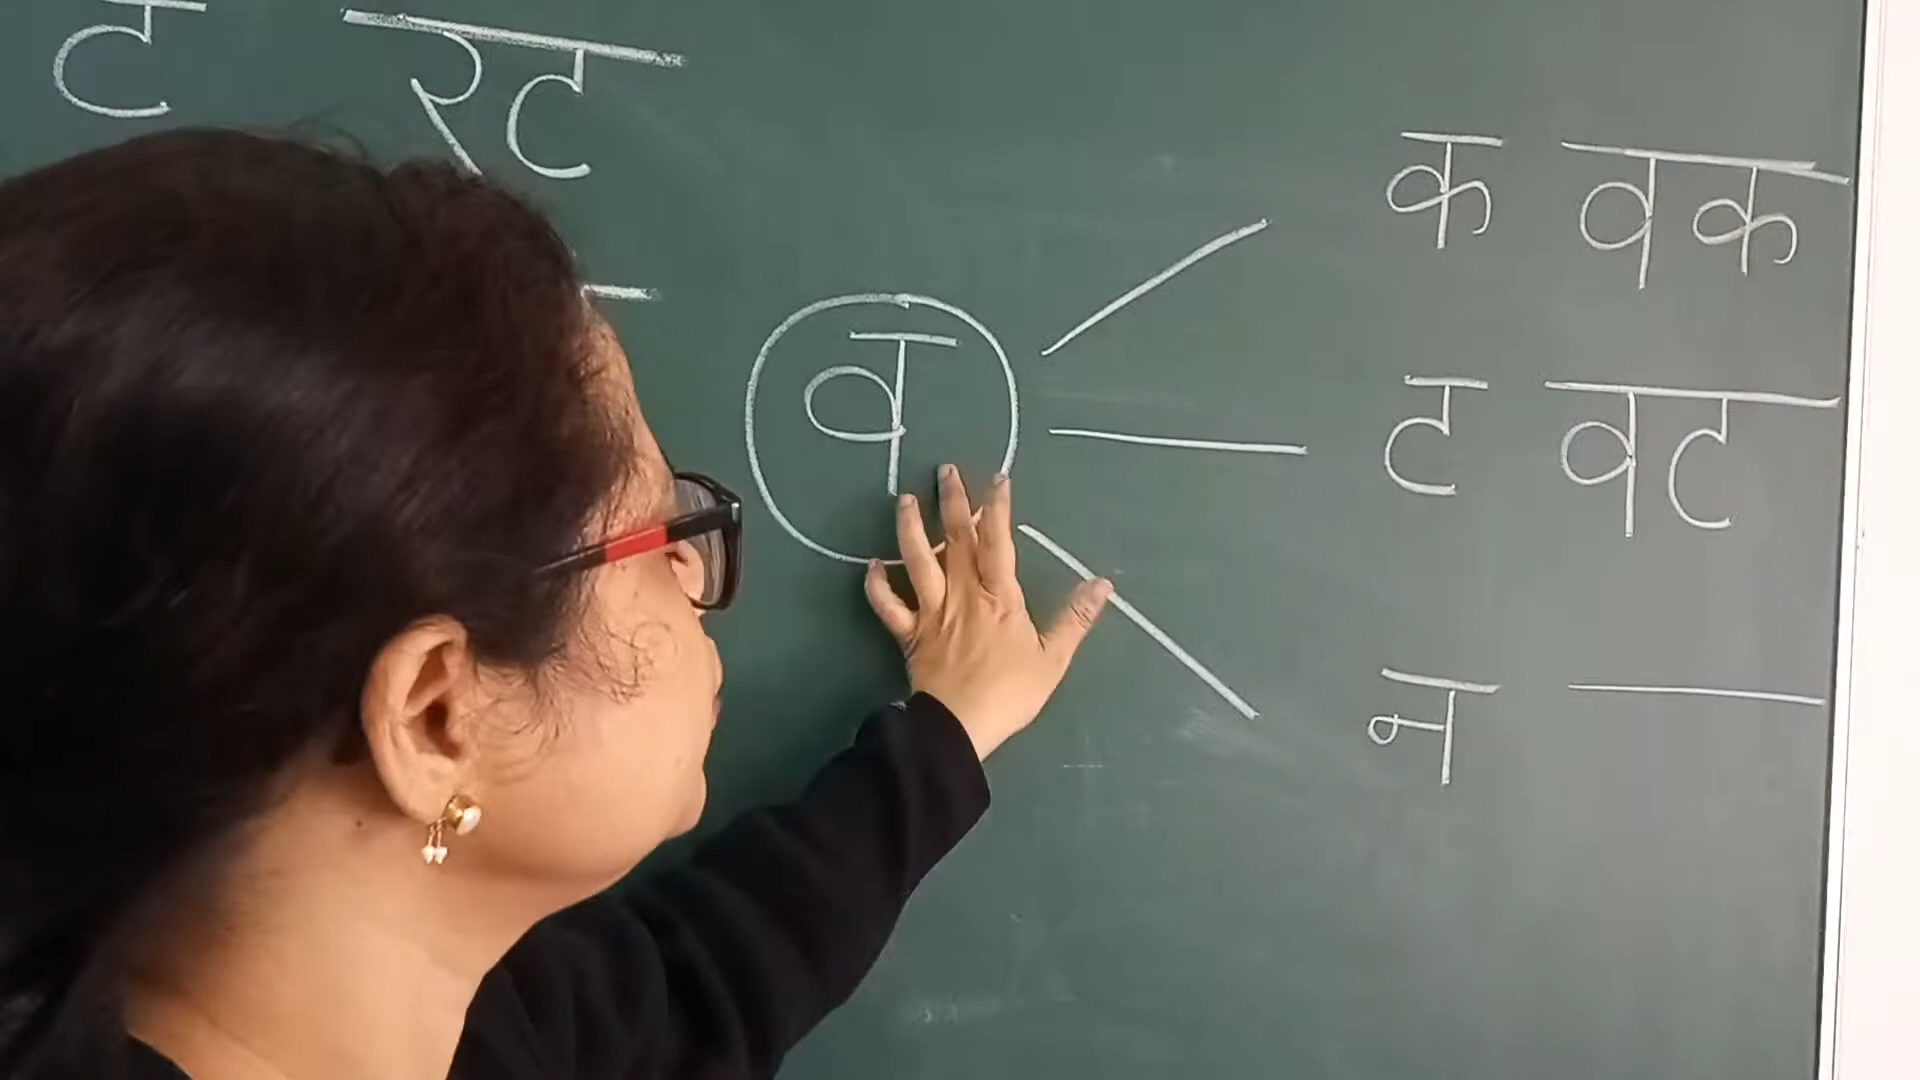 ट रट
क वक
व
ट वट
न